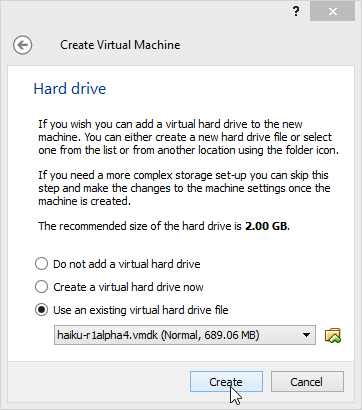 ?
Create Virtual Machine
Hard drive
If you wish you can add a virtual hard drive to the new
machine. You can either create a new hard drive file or select
one from the list or from another location using the folder icon.
If you need a more complex storage set-up you can skip this
step and make the changes to the machine settings once the
machine is created.
The recommended size of the hard drive is 2.00 GB.
Do not add a virtual hard drive
Create a virtual hard drive now
Use an existing virtual hard drive file
haiku-r1alpha4.vmdk (Normal, 689.06 MB)
Create Cancel